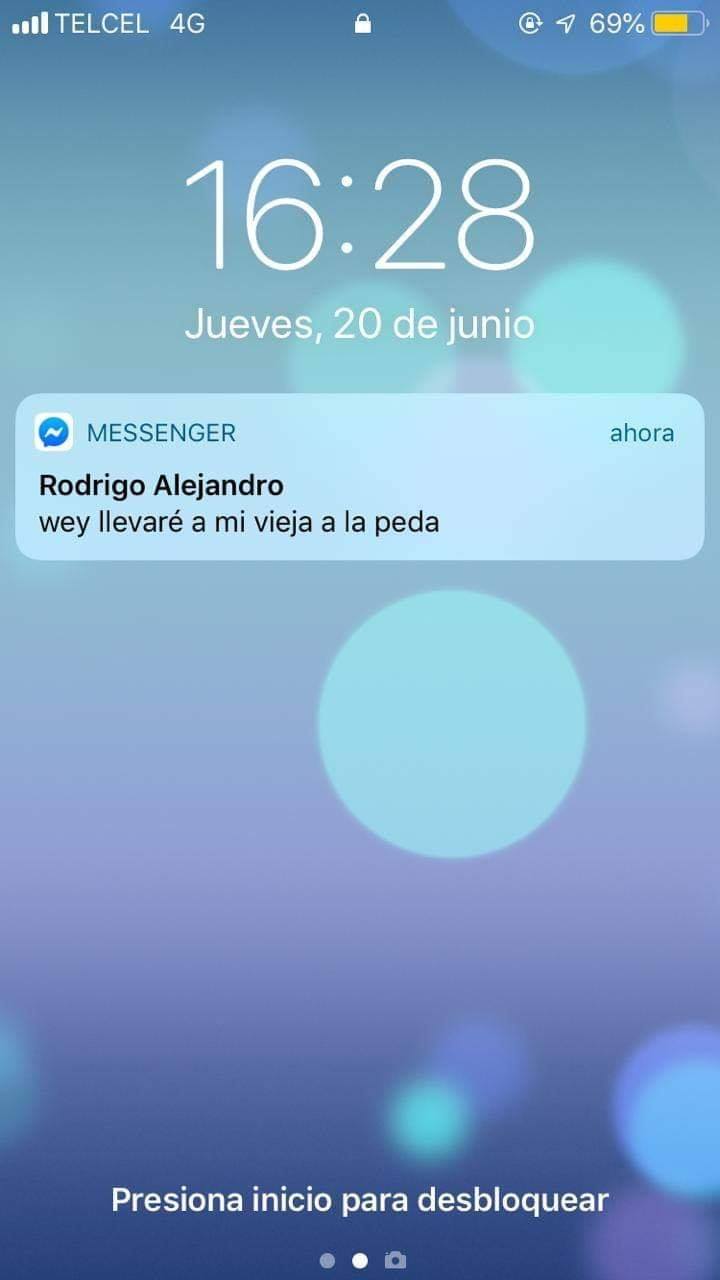 TELCEL 4G 69%
16:28
Jueves, 20 de junio
MESSENGER ahora
Rodrigo Alejandro
wey llevaré a mi vieja a la peda
Presiona inicio para desbloquear